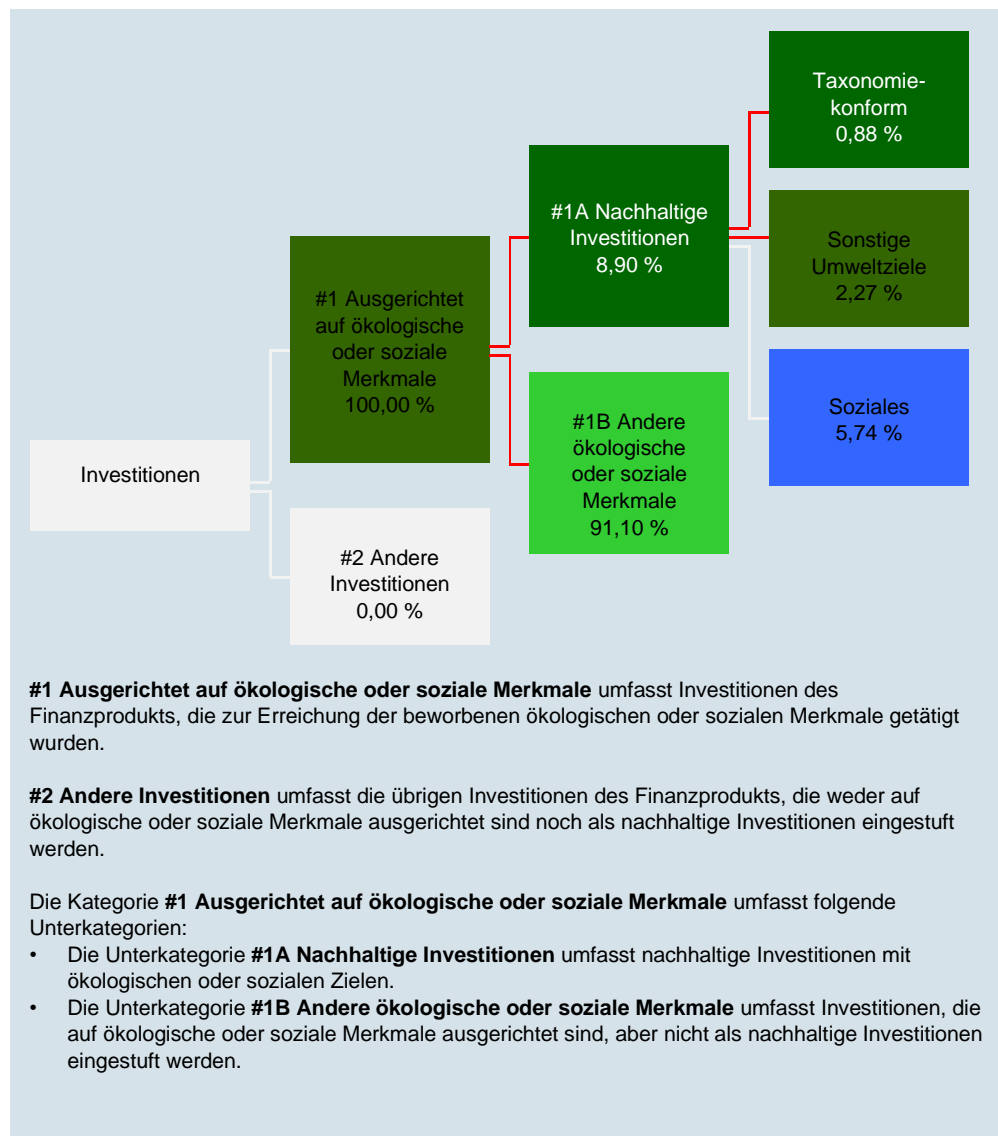 Taxonomie-
konform
0,88 %
#1A Nachhaltige
Investitionen
8,90 %
Sonstige
Umweltziele
2,27 %
#1 Ausgerichtet
auf ökologische
oder soziale
Merkmale
100,00 %
Soziales
5,74 %
#1B Andere
ökologische
oder soziale
Merkmale
91,10 %
Investitionen
#2 Andere
Investitionen
0,00 %
#1 Ausgerichtet auf ökologische oder soziale Merkmale umfasst Investitionen des
Finanzprodukts, die zur Erreichung der beworbenen ökologischen oder sozialen Merkmale getätigt
wurden.
#2 Andere Investitionen umfasst die übrigen Investitionen des Finanzprodukts, die weder auf
ökologische oder soziale Merkmale ausgerichtet sind noch als nachhaltige Investitionen eingestuft
werden.
Die Kategorie #1 Ausgerichtet auf ökologische oder soziale Merkmale umfasst folgende
Unterkategorien:
• Die Unterkategorie #1A Nachhaltige Investitionen umfasst nachhaltige Investitionen mit
ökologischen oder sozialen Zielen.
• Die Unterkategorie #1B Andere ökologische oder soziale Merkmale umfasst Investitionen, die
auf ökologische oder soziale Merkmale ausgerichtet sind, aber nicht als nachhaltige Investitionen
eingestuft werden.